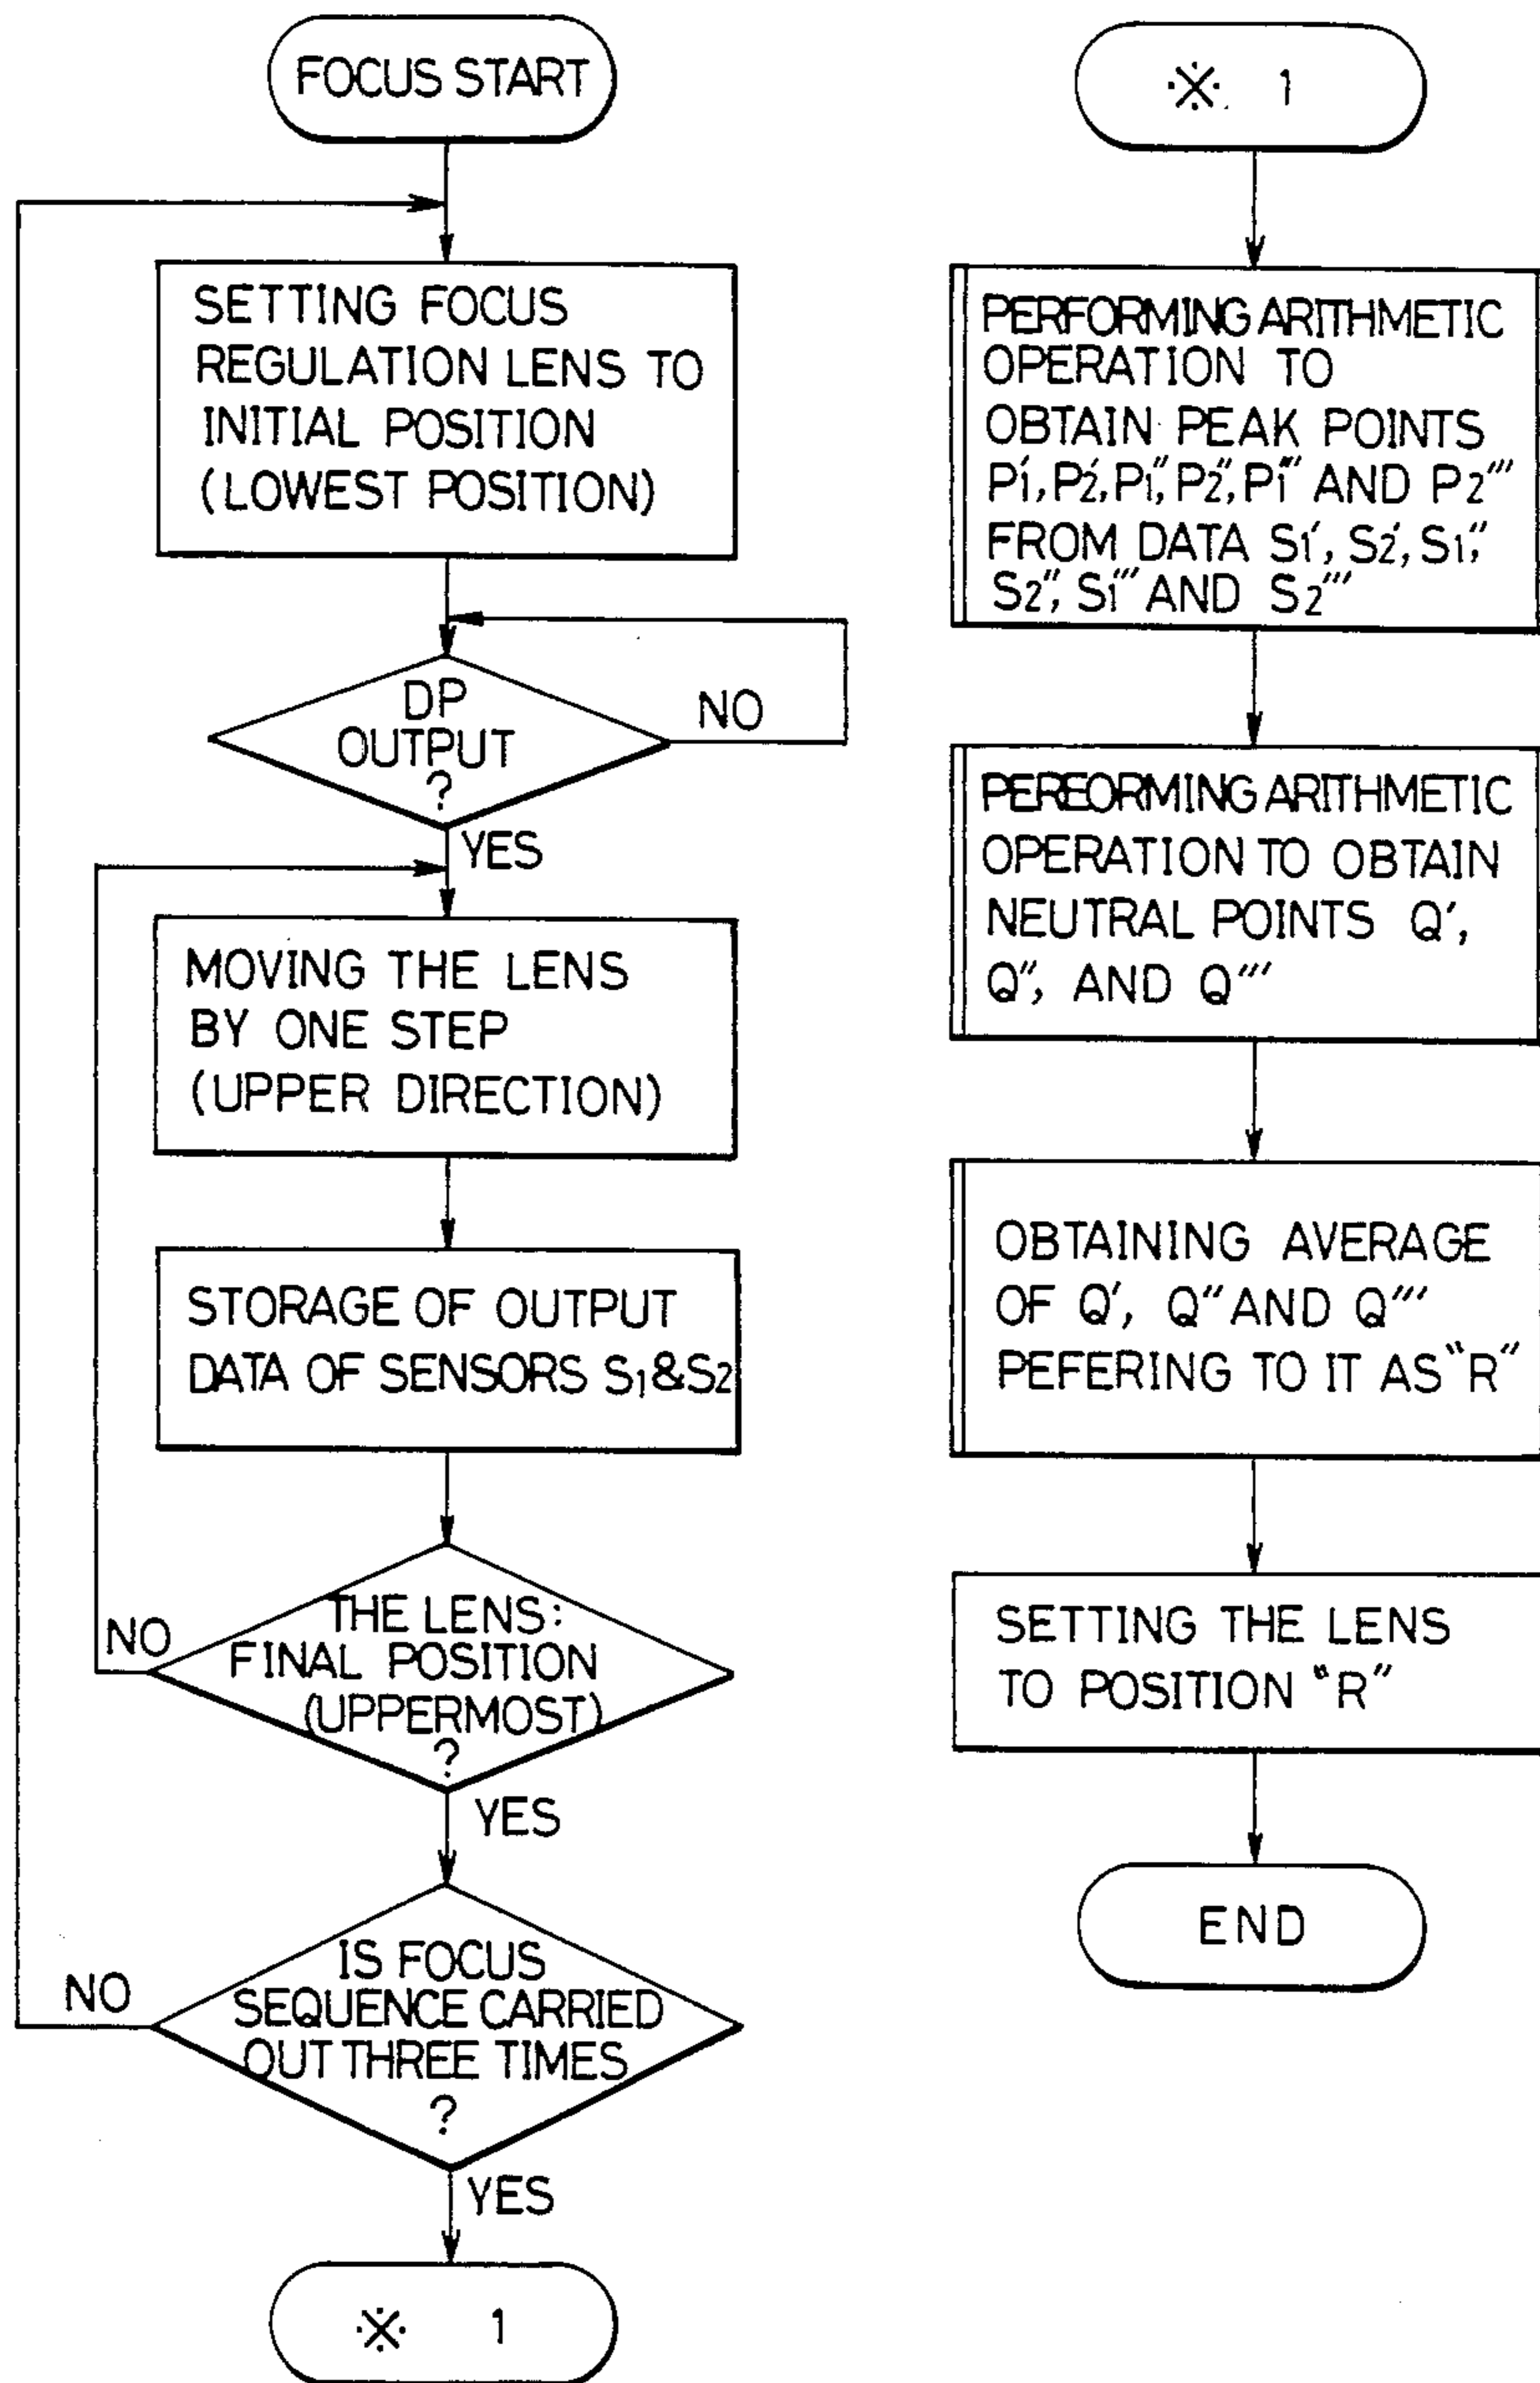 FOCUS START
SETTING FOCUS
REGULATION LENS TO
INITIAL POSITION
(LOWEST POSITION)
DP
OUTPUT
?
NO
YES
MOVING THE LENS
BY ONE STEP
(UPPER DIRECTION)
STORAGE OF OUTPUT
DATA OF SENSORS S1&S2
THE LENS:
FINAL POSITION
(UPPERMOST)
?
NO
YES
IS FOCUS
SEQUENCE CARRIED
OUT THREE TIMES
?
NO
YES
※ 1
※ 1
PERFORMING ARITHMETIC
OPERATION TO
OBTAIN PEAK POINTS
P1′, P2′, P1″, P2″, P1‴ AND P2‴
FROM DATA S1′, S2′, S1″,
S2″, S1‴ AND S2‴
PEREORMING ARITHMETIC
OPERATION TO OBTAIN
NEUTRAL POINTS Q′,
Q″, AND Q‴
OBTAINING AVERAGE
OF Q′, Q″ AND Q‴
PEFERING TO IT AS "R"
SETTING THE LENS
TO POSITION "R"
END